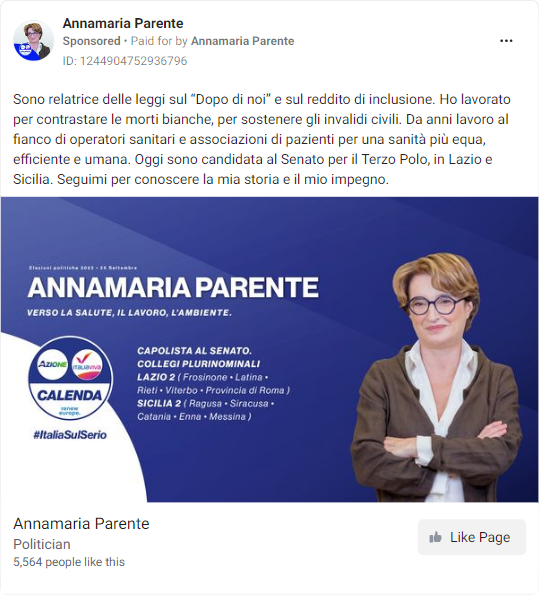 Annamaria Parente
Sponsored • Paid for by Annamaria Parente
ID: 1244904752936796
Sono relatrice delle leggi sul “Dopo di noi” e sul reddito di inclusione. Ho lavorato
per contrastare le morti bianche, per sostenere gli invalidi civili. Da anni lavoro al
fianco di operatori sanitari e associazioni di pazienti per una sanità più equa,
efficiente e umana. Oggi sono candidata al Senato per il Terzo Polo, in Lazio e
Sicilia. Seguimi per conoscere la mia storia e il mio impegno.
Elezioni politiche 2022 - 25 Settembre
ANNAMARIA PARENTE
VERSO LA SALUTE, IL LAVORO, L'AMBIENTE.
AZIONE
ITALIAVIVA
CALENDA
renew
europe.
#ItaliaSulSerio
CAPOLISTA AL SENATO.
COLLEGI PLURINOMINALI
LAZIO 2 ( Frosinone • Latina •
Rieti • Viterbo • Provincia di Roma )
SICILIA 2 ( Ragusa • Siracusa •
Catania • Enna • Messina )
Annamaria Parente
Politician
5,564 people like this
Like Page